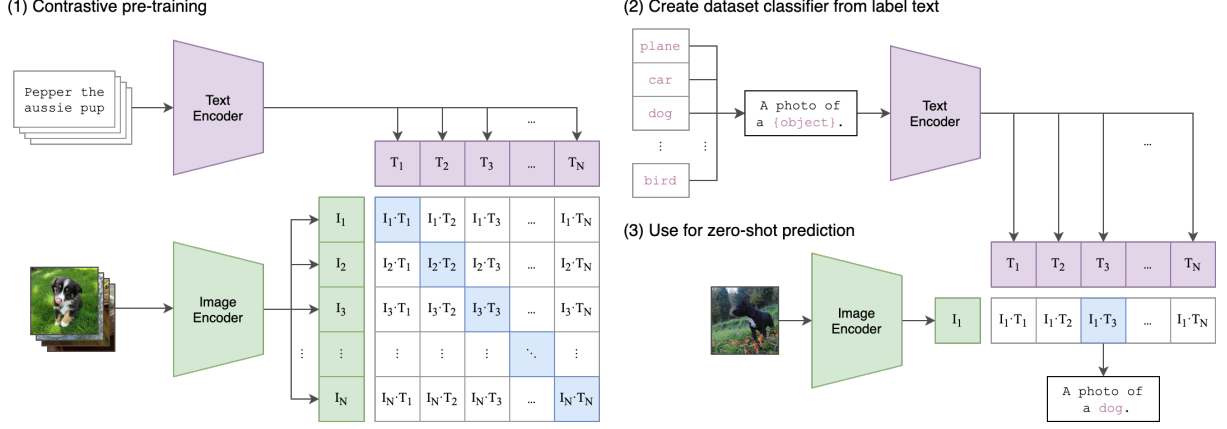 (1) Contrastive pre-training
Pepper the
aussie pup
Text
Encoder
...
T1 T2 T3 ... TN
I1 I1·T1 I1·T2 I1·T3 ... I1·TN
I2 I2·T1 I2·T2 I2·T3 ... I2·TN
Image
Encoder
I3 I3·T1 I3·T2 I3·T3 ... I3·TN
⋮ ⋮ ⋮ ⋮ ⋮ ⋱ ⋮
IN IN·T1 IN·T2 IN·T3 ... IN·TN
(2) Create dataset classifier from label text
plane
car
dog
⋮ ⋮
bird
A photo of
a {object}.
Text
Encoder
...
(3) Use for zero-shot prediction
T1 T2 T3 ... TN
Image
Encoder
I1 I1·T1 I1·T2 I1·T3 ... I1·TN
A photo of
a dog.